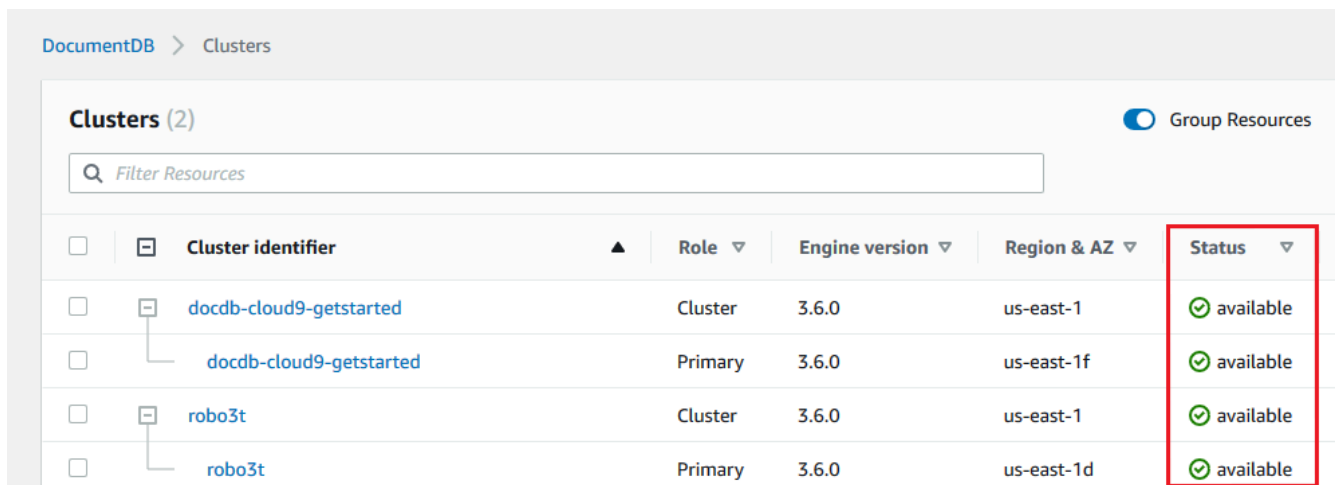 DocumentDB > Clusters
Clusters (2) Group Resources
Filter Resources
Cluster identifier Role Engine version Region & AZ Status
docdb-cloud9-getstarted Cluster 3.6.0 us-east-1 available
docdb-cloud9-getstarted Primary 3.6.0 us-east-1f available
robo3t Cluster 3.6.0 us-east-1 available
robo3t Primary 3.6.0 us-east-1d available